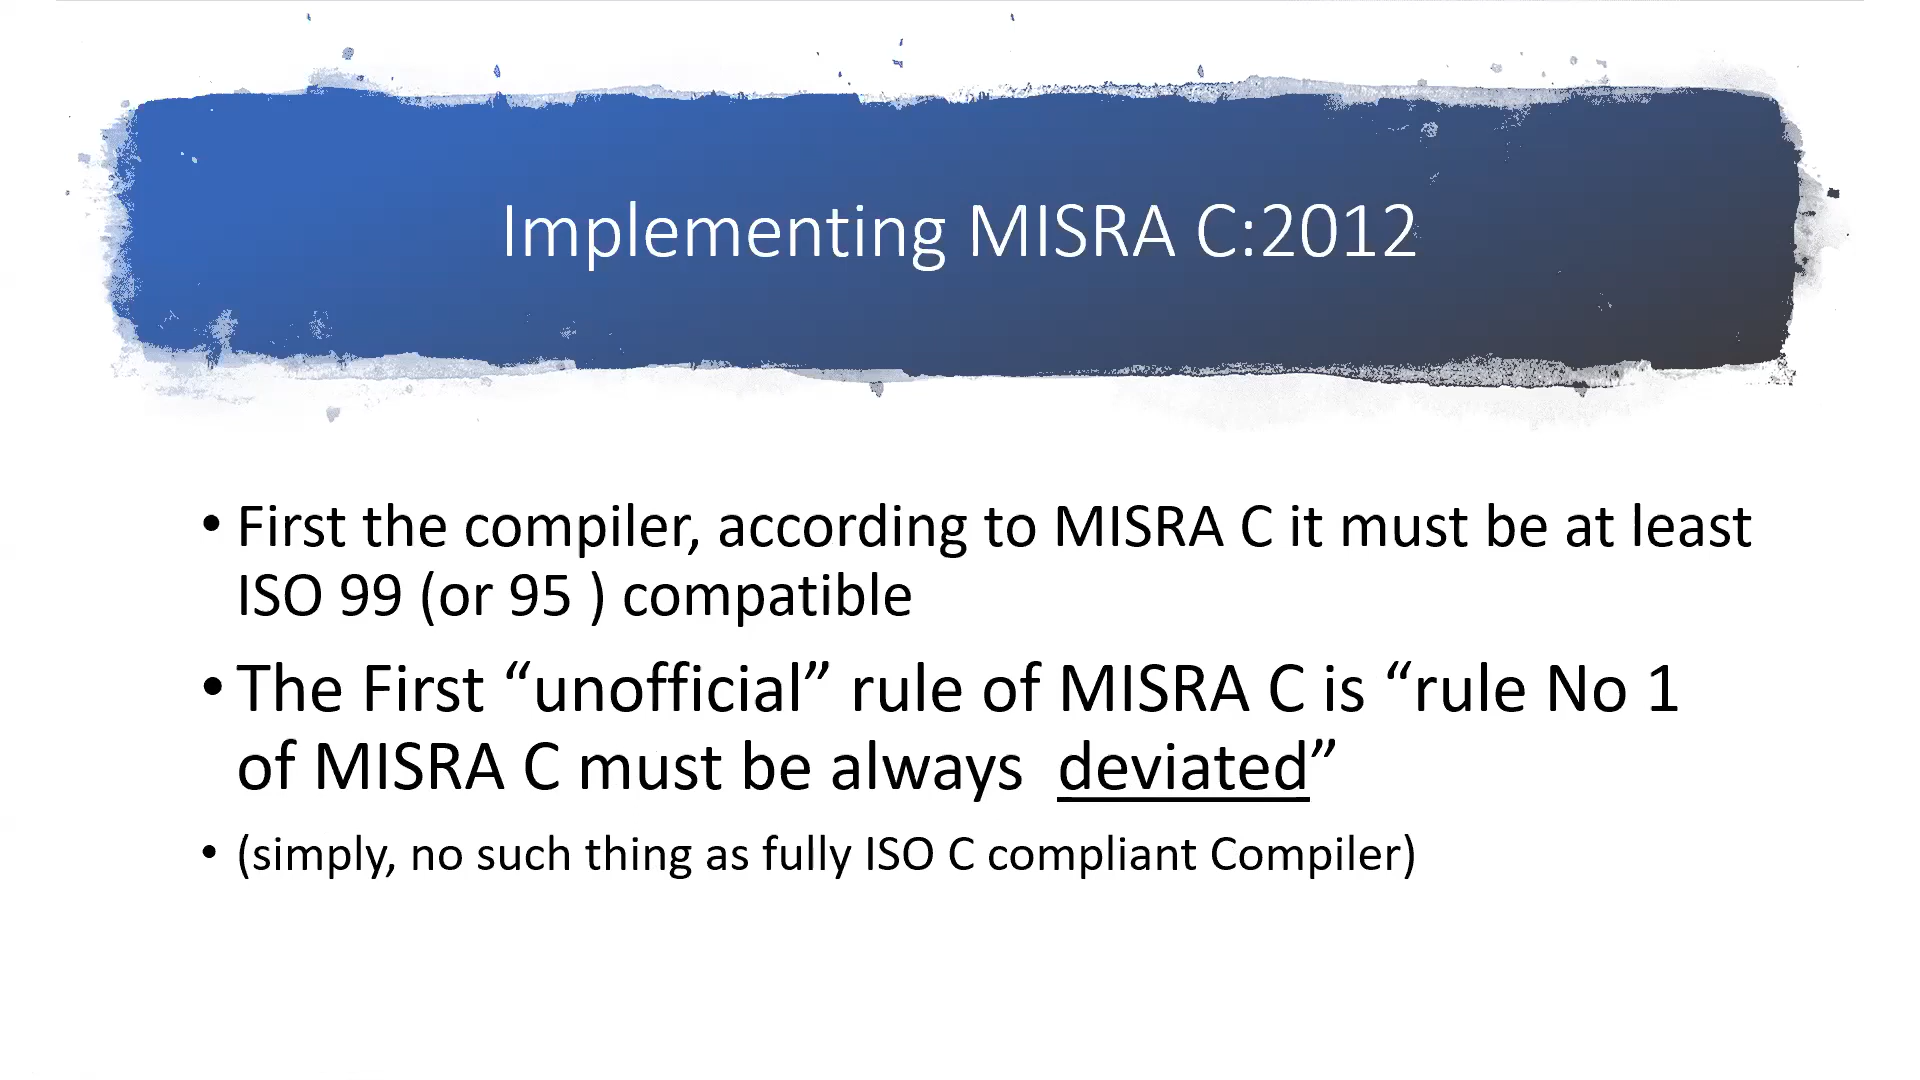 Implementing MISRA C:2012
• First the compiler, according to MISRA C it must be at least
ISO 99 (or 95 ) compatible
• The First “unofficial” rule of MISRA C is “rule No 1
of MISRA C must be always deviated”
• (simply, no such thing as fully ISO C compliant Compiler)